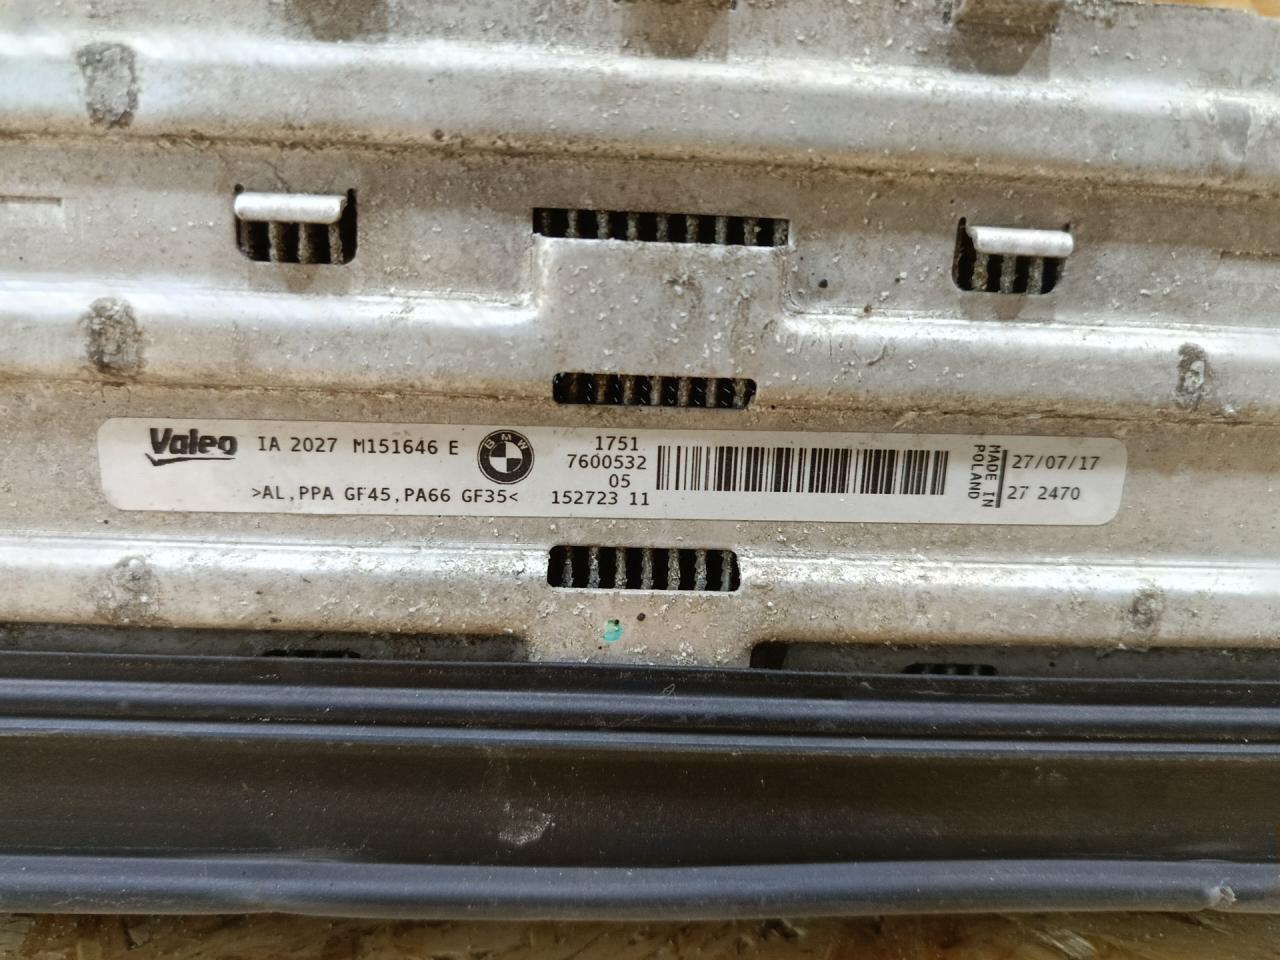 Valeo IA 2027 M151646 E
>AL,PPA GF45,PA66 GF35<
BMW
1751
7600532
05
152723 11
MADE IN
POLAND
27/07/17
27 2470